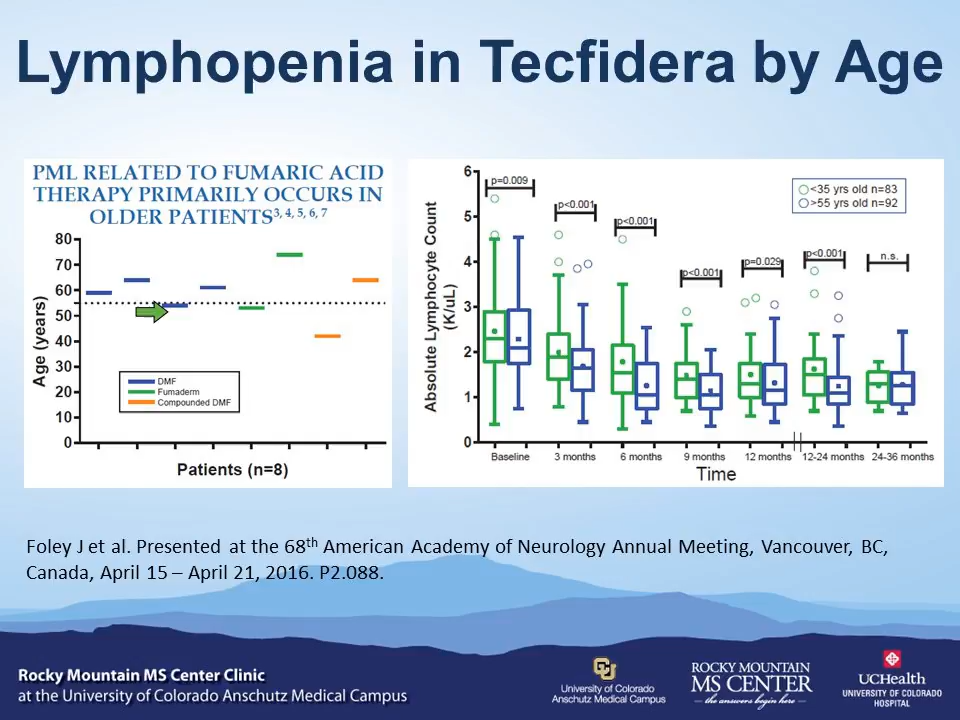 Lymphopenia in Tecfidera by Age
PML RELATED TO FUMARIC ACID
THERAPY PRIMARILY OCCURS IN
OLDER PATIENTS3, 4, 5, 6, 7
Age (years)
80
70
60
50
40
30
20
10
0
DMF
Fumaderm
Compounded DMF
Patients (n=8)
Absolute Lymphocyte Count
(K/uL)
6
5
4
3
2
1
0
p=0.009
p<0.001
p<0.001
p<0.001
p=0.029
p<0.001
n.s.
<35 yrs old n=83
>55 yrs old n=92
Baseline
3 months
6 months
9 months
12 months
12-24 months
24-36 months
Time
Foley J et al. Presented at the 68th American Academy of Neurology Annual Meeting, Vancouver, BC,
Canada, April 15 – April 21, 2016. P2.088.
Rocky Mountain MS Center Clinic
at the University of Colorado Anschutz Medical Campus
CU
University of Colorado
Anschutz Medical Campus
ROCKY MOUNTAIN
MS CENTER
the answers begin here
UCHealth
UNIVERSITY OF COLORADO
HOSPITAL